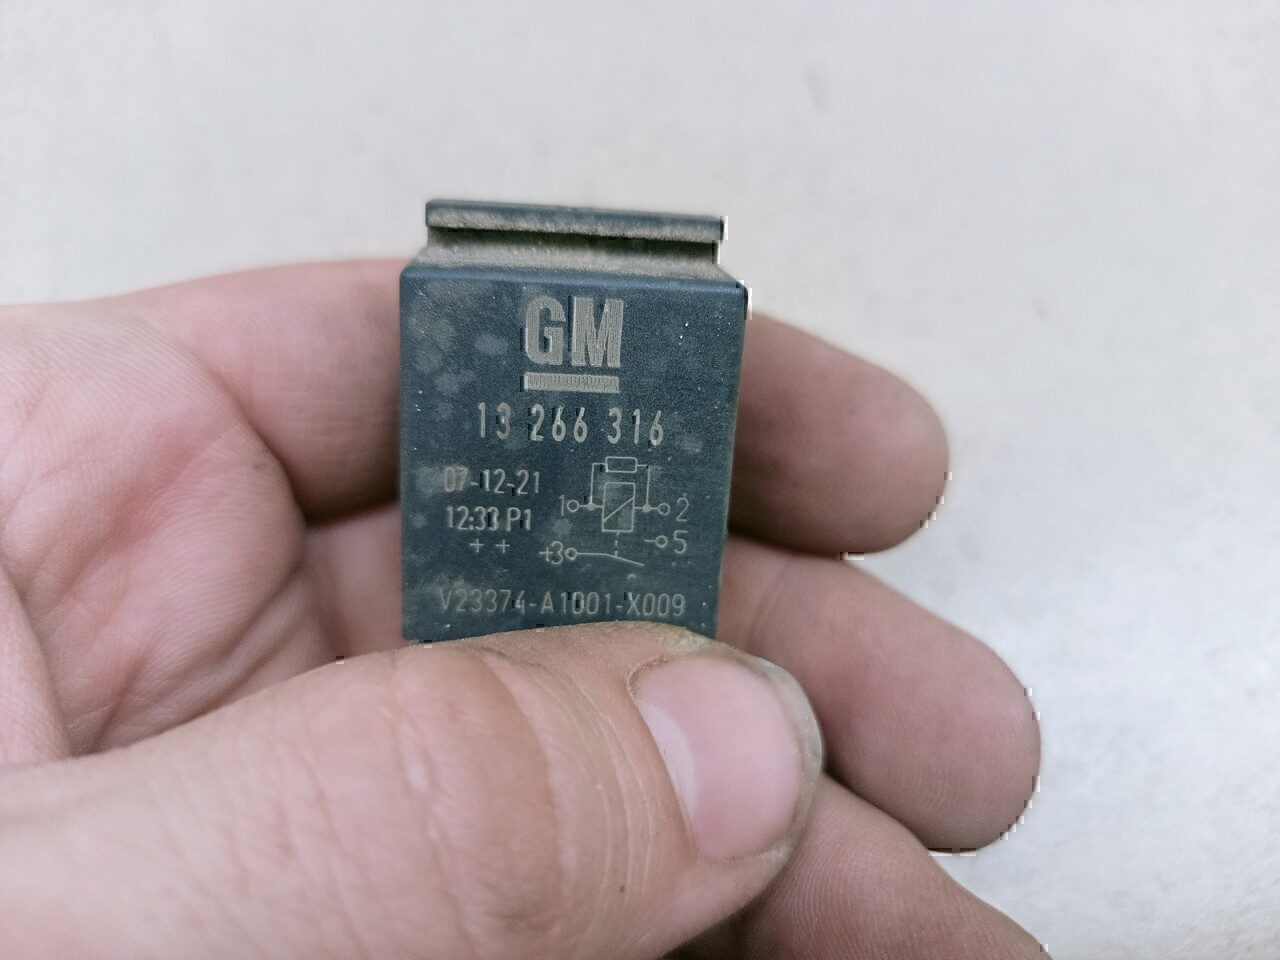 GM
13 266 316
07-12-21
12:33 P1
++
1 2
+3 -5
V23374-A1001-X009